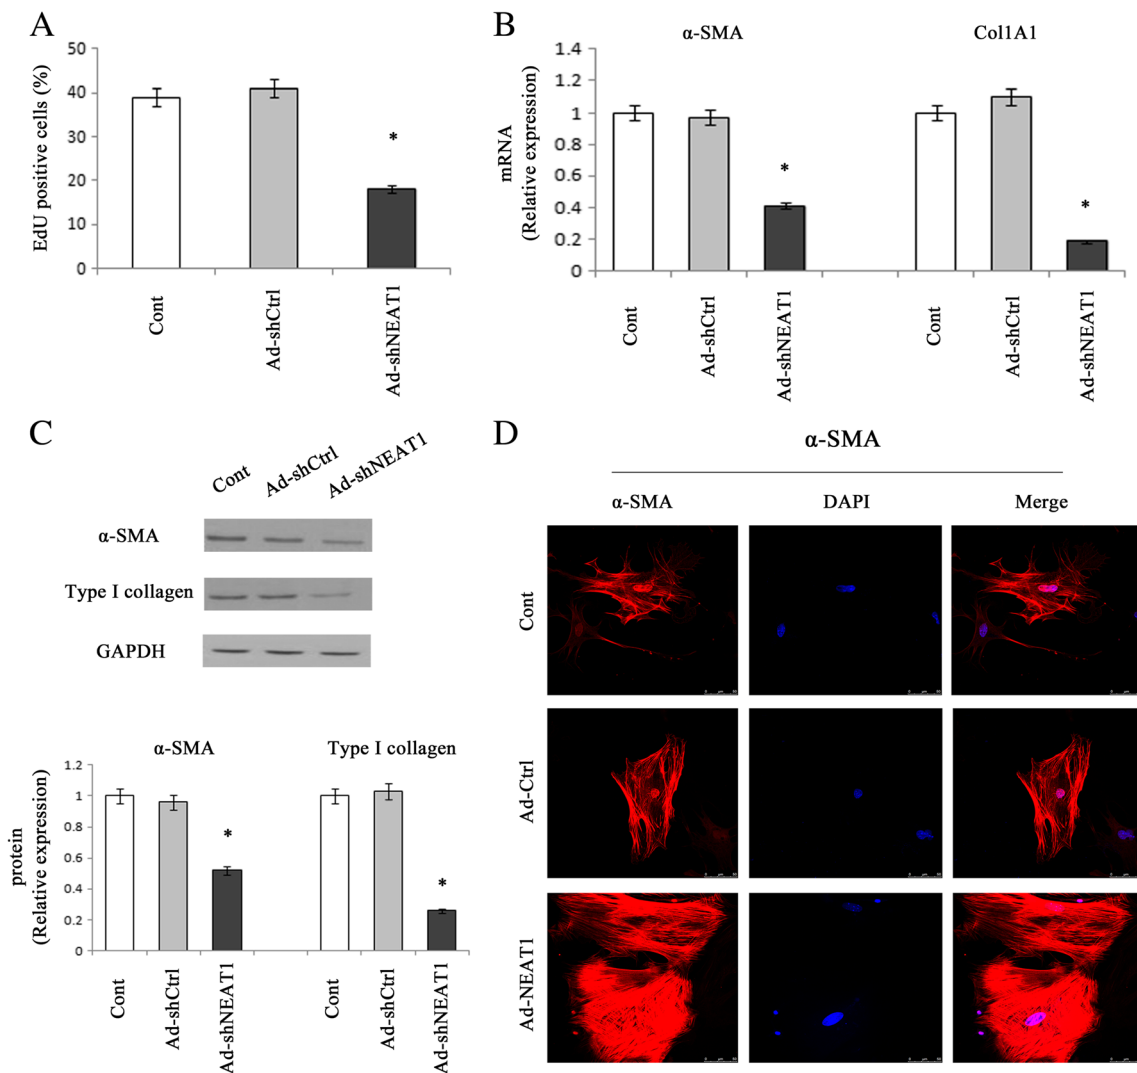 A
EdU positive cells (%)
50
40
30
20
10
0
Cont
Ad-shCtrl
Ad-shNEAT1
*
B
α-SMA
Col1A1
mRNA
(Relative expression)
1.4
1.2
1
0.8
0.6
0.4
0.2
0
*
*
Cont
Ad-shCtrl
Ad-shNEAT1
Cont
Ad-shCtrl
Ad-shNEAT1
C
Cont
Ad-shCtrl
Ad-shNEAT1
α-SMA
Type I collagen
GAPDH
α-SMA
Type I collagen
protein
(Relative expression)
1.2
1
0.8
0.6
0.4
0.2
0
*
*
Cont
Ad-shCtrl
Ad-shNEAT1
Cont
Ad-shCtrl
Ad-shNEAT1
D
α-SMA
α-SMA
DAPI
Merge
Cont
Ad-Ctrl
Ad-NEAT1